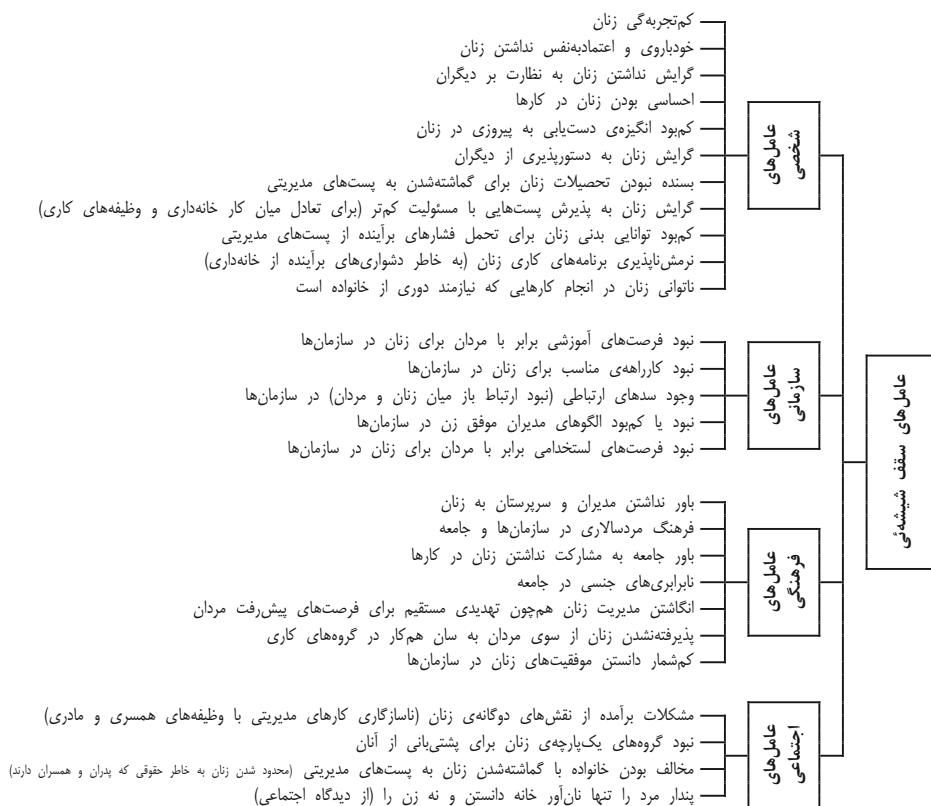 عامل‌های سقف شیشه‌ئی
عامل‌های
شخصی
کم‌تجربه‌گی زنان
خودباروی و اعتمادبه‌نفس نداشتن زنان
گرایش نداشتن زنان به نظارت بر دیگران
احساسی بودن زنان در کارها
کم‌بود انگیزه‌ی دست‌یابی به پیروزی در زنان
گرایش زنان به دستورپذیری از دیگران
بسنده نبودن تحصیلات زنان برای گماشته‌شدن به پست‌های مدیریتی
گرایش زنان به پذیرش پست‌هایی با مسئولیت کم‌تر (برای تعادل میان کار خانه‌داری و وظیفه‌های کاری)
کم‌بود توانایی بدنی زنان برای تحمل فشارهای برآینده از پست‌های مدیریتی
نرمش‌ناپذیری برنامه‌های کاری زنان (به خاطر دشواری‌های برآینده از خانه‌داری)
ناتوانی زنان در انجام کارهایی که نیازمند دوری از خانواده است
عامل‌های
سازمانی
نبود فرصت‌های آموزشی برابر با مردان برای زنان در سازمان‌ها
نبود کارراهه‌ی مناسب برای زنان در سازمان‌ها
وجود سدهای ارتباطی (نبود ارتباط باز میان زنان و مردان) در سازمان‌ها
نبود یا کم‌بود الگوهای مدیران موفق زن در سازمان‌ها
نبود فرصت‌های لستخدامی برابر با مردان برای زنان در سازمان‌ها
عامل‌های
فرهنگی
باور نداشتن مدیران و سرپرستان به زنان
فرهنگ مردسالاری در سازمان‌ها و جامعه
باور جامعه به مشارکت نداشتن زنان در کارها
نابرابری‌های جنسی در جامعه
انگاشتن مدیریت زنان هم‌چون تهدیدی مستقیم برای فرصت‌های پیش‌رفت مردان
پذیرفته‌نشدن زنان از سوی مردان به سان هم‌کار در گروه‌های کاری
کم‌شمار دانستن موفقیت‌های زنان در سازمان‌ها
عامل‌های
اجتماعی
مشکلات برآمده از نقش‌های دوگانه‌ی زنان (ناسازگاری کارهای مدیریتی با وظیفه‌های همسری و مادری)
نبود گروه‌های یک‌پارچه‌ی زنان برای پشتی‌بانی از آنان
مخالف بودن خانواده با گماشته‌شدن زنان به پست‌های مدیریتی (محدود شدن زنان به خاطر حقوقی که پدران و همسران دارند)
پندار مرد را تنها نان‌آور خانه دانستن و نه زن را (از دیدگاه اجتماعی)